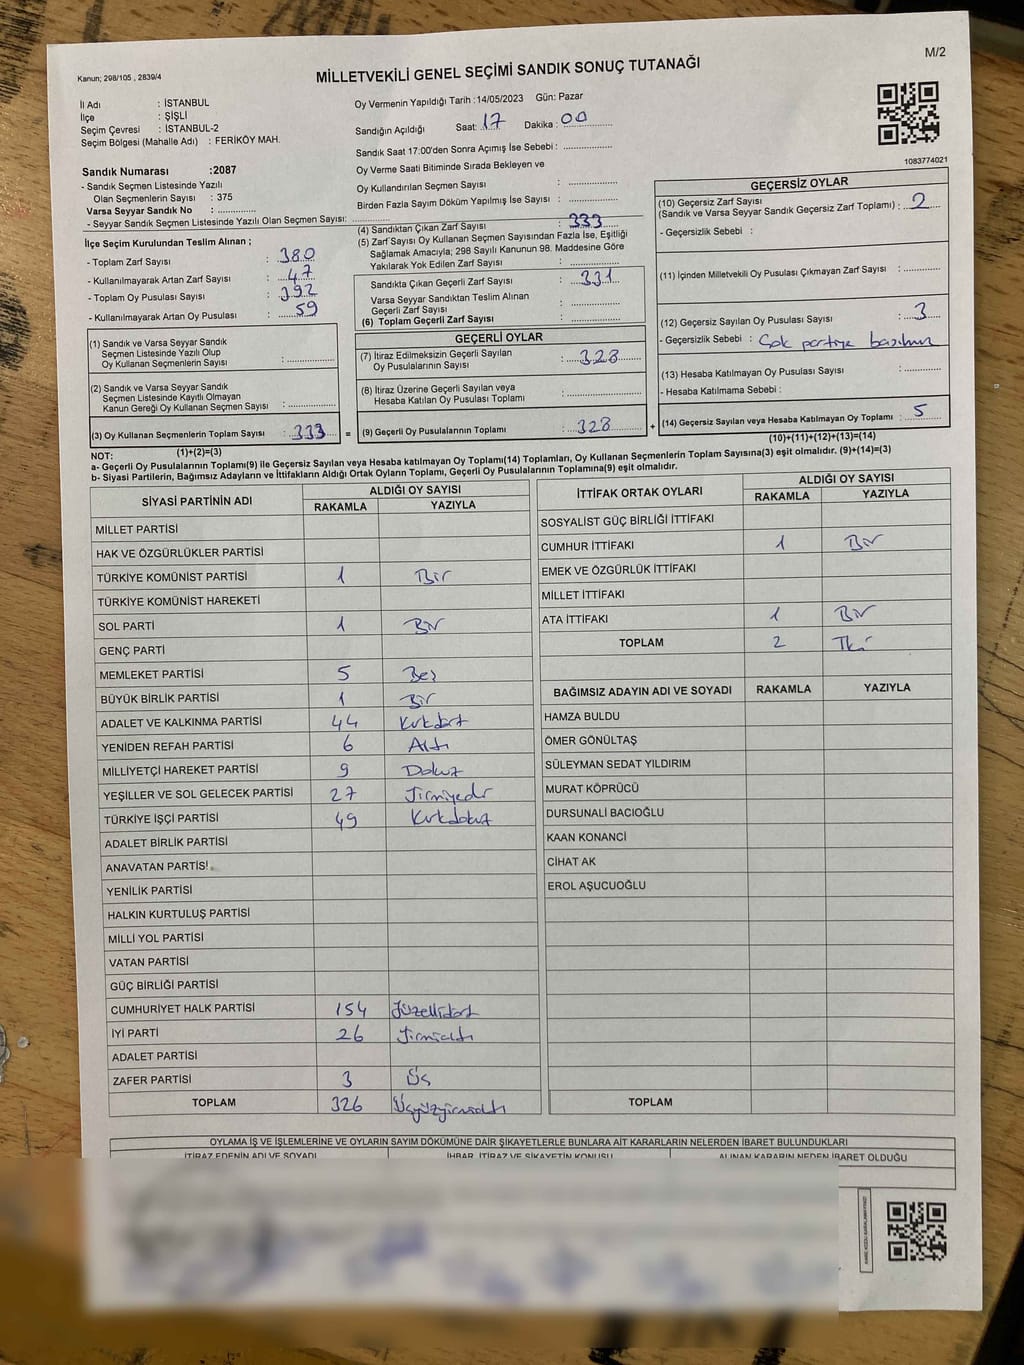 Kanun; 298/105 , 2839/4
MİLLETVEKİLİ GENEL SEÇİMİ SANDIK SONUÇ TUTANAĞI
M/2
İl Adı : İSTANBUL
İlçe : ŞİŞLİ
Seçim Çevresi : İSTANBUL-2
Seçim Bölgesi (Mahalle Adı) : FERİKÖY MAH.
Oy Vermenin Yapıldığı Tarih :14/05/2023 Gün: Pazar
Sandığın Açıldığı Saat: 17 Dakika : 00
Sandık Saat 17:00'den Sonra Açımış İse Sebebi :
Oy Verme Saati Bitiminde Sırada Bekleyen ve
Oy Kullandırılan Seçmen Sayısı :
Birden Fazla Sayım Döküm Yapılmış İse Sayısı :
1083774021
Sandık Numarası :2087
- Sandık Seçmen Listesinde Yazılı
Olan Seçmenlerin Sayısı : 375
Varsa Seyyar Sandık No :
- Seyyar Sandık Seçmen Listesinde Yazılı Olan Seçmen Sayısı:
İlçe Seçim Kurulundan Teslim Alınan ;
- Toplam Zarf Sayısı : 380
- Kullanılmayarak Artan Zarf Sayısı : 47
- Toplam Oy Pusulası Sayısı : 392
- Kullanılmayarak Artan Oy Pusulası : 59
(4) Sandıktan Çıkan Zarf Sayısı : 333
(5) Zarf Sayısı Oy Kullanan Seçmen Sayısından Fazla İse, Eşitliği
Sağlamak Amacıyla; 298 Sayılı Kanunun 98. Maddesine Göre
Yakılarak Yok Edilen Zarf Sayısı :
Sandıkta Çıkan Geçerli Zarf Sayısı : 331
Varsa Seyyar Sandıktan Teslim Alınan
Geçerli Zarf Sayısı :
(6) Toplam Geçerli Zarf Sayısı :
GEÇERSİZ OYLAR
(10) Geçersiz Zarf Sayısı
(Sandık ve Varsa Seyyar Sandık Geçersiz Zarf Toplamı) : 2
- Geçersizlik Sebebi :
(11) İçinden Milletvekili Oy Pusulası Çıkmayan Zarf Sayısı :
(12) Geçersiz Sayılan Oy Pusulası Sayısı : 3
- Geçersizlik Sebebi : Çok partiye basılmış
(13) Hesaba Katılmayan Oy Pusulası Sayısı :
- Hesaba Katılmama Sebebi :
(14) Geçersiz Sayılan veya Hesaba Katılmayan Oy Toplamı : 5
(10)+(11)+(12)+(13)=(14)
(1) Sandık ve Varsa Seyyar Sandık
Seçmen Listesinde Yazılı Olup
Oy Kullanan Seçmenlerin Sayısı :
(2) Sandık ve Varsa Seyyar Sandık
Seçmen Listesinde Kayıtlı Olmayan
Kanun Gereği Oy Kullanan Seçmen Sayısı :
(3) Oy Kullanan Seçmenlerin Toplam Sayısı : 333 =
(1)+(2)=(3)
GEÇERLİ OYLAR
(7) İtiraz Edilmeksizin Geçerli Sayılan
Oy Pusulalarının Sayısı : 328
(8) İtiraz Üzerine Geçerli Sayılan veya
Hesaba Katılan Oy Pusulası Toplamı :
(9) Geçerli Oy Pusulalarının Toplamı : 328 +
NOT:
a- Geçerli Oy Pusulalarının Toplamı(9) ile Geçersiz Sayılan veya Hesaba katılmayan Oy Toplamı(14) Toplamları, Oy Kullanan Seçmenlerin Toplam Sayısına(3) eşit olmalıdır. (9)+(14)=(3)
b- Siyasi Partilerin, Bağımsız Adayların ve İttifakların Aldığı Ortak Oyların Toplamı, Geçerli Oy Pusulalarının Toplamına(9) eşit olmalıdır.
SİYASİ PARTİNİN ADI ALDIĞI OY SAYISI
RAKAMLA YAZIYLA
MİLLET PARTİSİ
HAK VE ÖZGÜRLÜKLER PARTİSİ
TÜRKİYE KOMÜNİST PARTİSİ 1 Bir
TÜRKİYE KOMÜNİST HAREKETİ
SOL PARTİ 1 Bir
GENÇ PARTİ
MEMLEKET PARTİSİ 5 Beş
BÜYÜK BİRLİK PARTİSİ 1 Bir
ADALET VE KALKINMA PARTİSİ 44 Kırkdört
YENİDEN REFAH PARTİSİ 6 Altı
MİLLİYETÇİ HAREKET PARTİSİ 9 Dokuz
YEŞİLLER VE SOL GELECEK PARTİSİ 27 Yirmiyedi
TÜRKİYE İŞÇİ PARTİSİ 49 Kırkdokuz
ADALET BİRLİK PARTİSİ
ANAVATAN PARTİSİ
YENİLİK PARTİSİ
HALKIN KURTULUŞ PARTİSİ
MİLLİ YOL PARTİSİ
VATAN PARTİSİ
GÜÇ BİRLİĞİ PARTİSİ
CUMHURİYET HALK PARTİSİ 154 Yüzellidört
İYİ PARTİ 26 Yirmialtı
ADALET PARTİSİ
ZAFER PARTİSİ 3 Üç
TOPLAM 326 Üçyüzyirmialtı
İTTİFAK ORTAK OYLARI ALDIĞI OY SAYISI
RAKAMLA YAZIYLA
SOSYALİST GÜÇ BİRLİĞİ İTTİFAKI
CUMHUR İTTİFAKI 1 Bir
EMEK VE ÖZGÜRLÜK İTTİFAKI
MİLLET İTTİFAKI
ATA İTTİFAKI 1 Bir
TOPLAM 2 İki
BAĞIMSIZ ADAYIN ADI VE SOYADI RAKAMLA YAZIYLA
HAMZA BULDU
ÖMER GÖNÜLTAŞ
SÜLEYMAN SEDAT YILDIRIM
MURAT KÖPRÜCÜ
DURSUNALİ BACIOĞLU
KAAN KONANCİ
CİHAT AK
EROL AŞUCUOĞLU
TOPLAM
OYLAMA İŞ VE İŞLEMLERİNE VE OYLARIN SAYIM DÖKÜMÜNE DAİR ŞİKAYETLERLE BUNLARA AİT KARARLARIN NELERDEN İBARET BULUNDUKLARI
İTİRAZ EDENİN ADI VE SOYADI İHBAR, İTİRAZ VE ŞİKAYETİN KONUSU ALINAN KARARIN NEDEN İBARET OLDUĞU